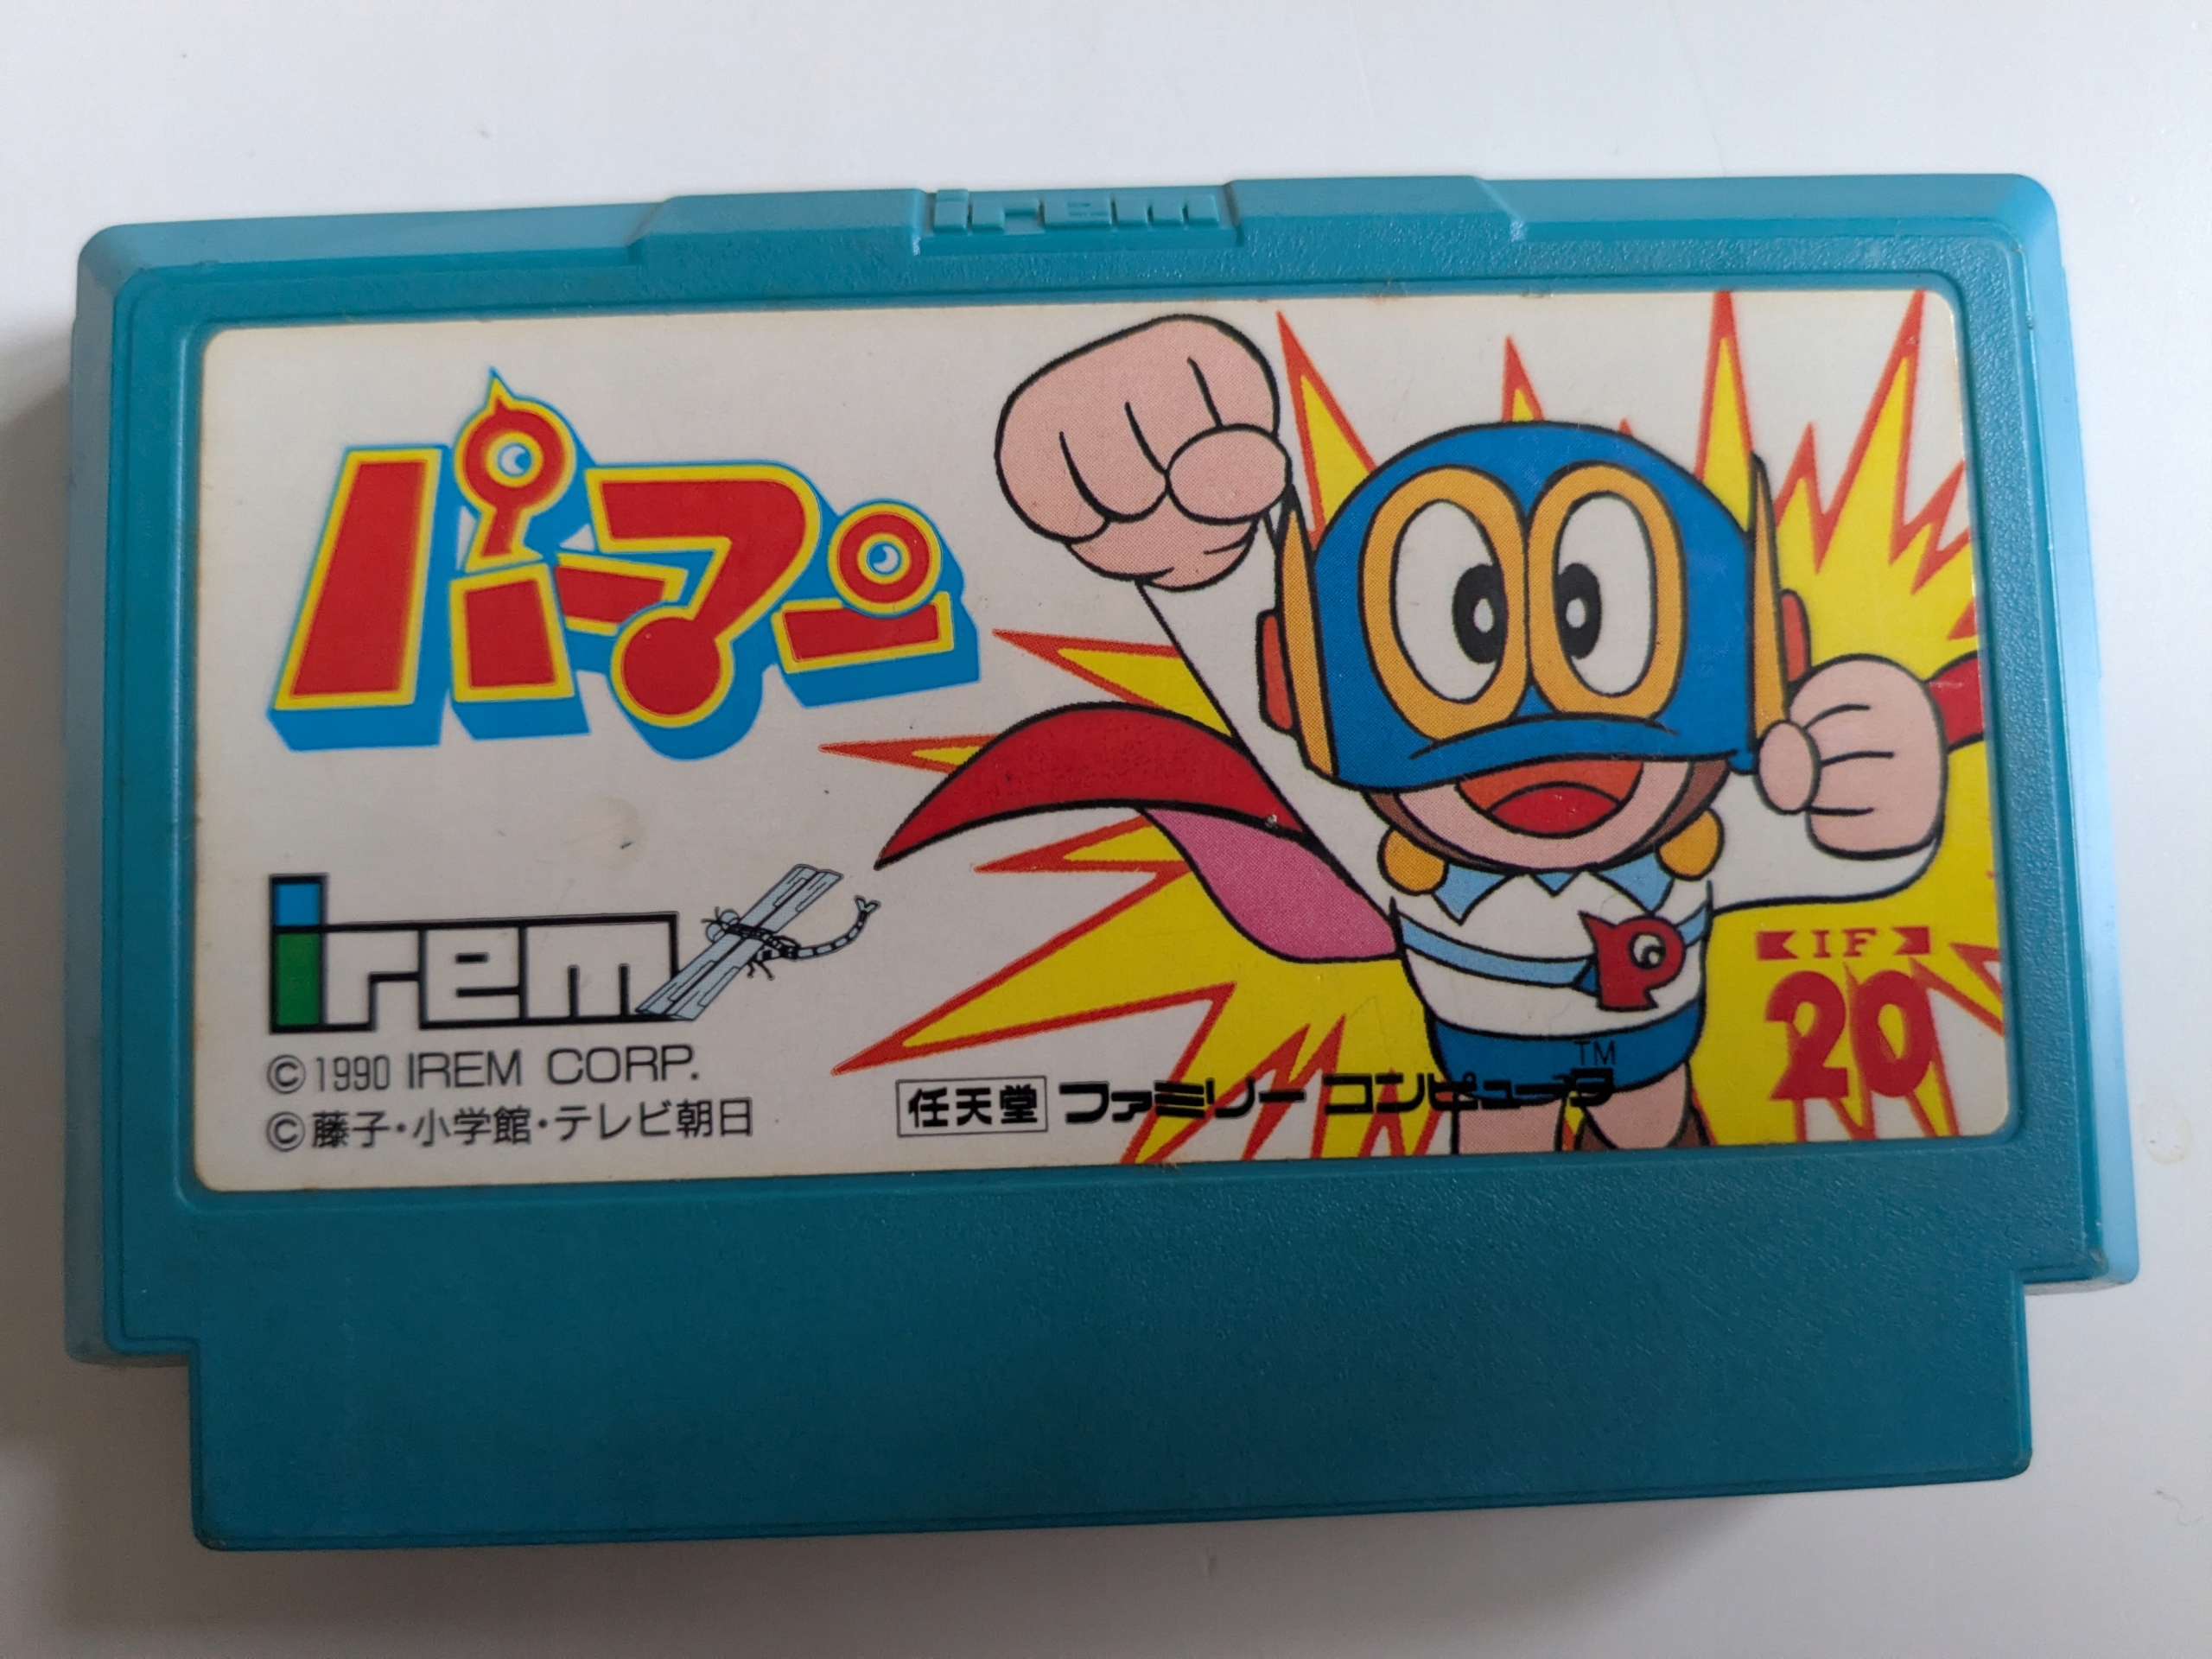 irem
パーマン
irem
©1990 IREM CORP.
©藤子・小学館・テレビ朝日
任天堂 ファミリーコンピュータ TM
P
IF
20